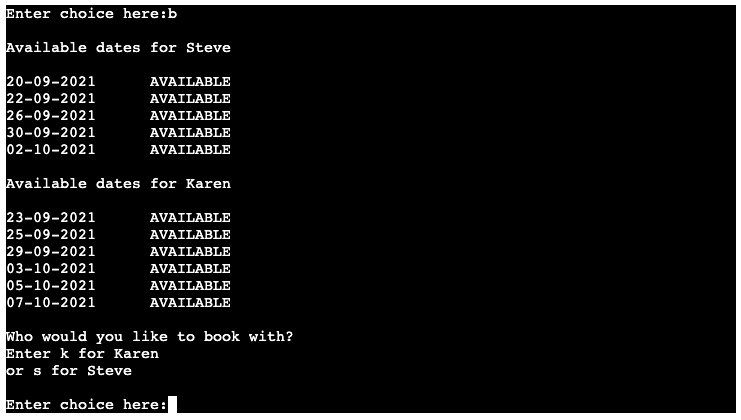 Enter choice here:b
Available dates for Steve
20-09-2021 AVAILABLE
22-09-2021 AVAILABLE
26-09-2021 AVAILABLE
30-09-2021 AVAILABLE
02-10-2021 AVAILABLE
Available dates for Karen
23-09-2021 AVAILABLE
25-09-2021 AVAILABLE
29-09-2021 AVAILABLE
03-10-2021 AVAILABLE
05-10-2021 AVAILABLE
07-10-2021 AVAILABLE
Who would you like to book with?
Enter k for Karen
or s for Steve
Enter choice here: